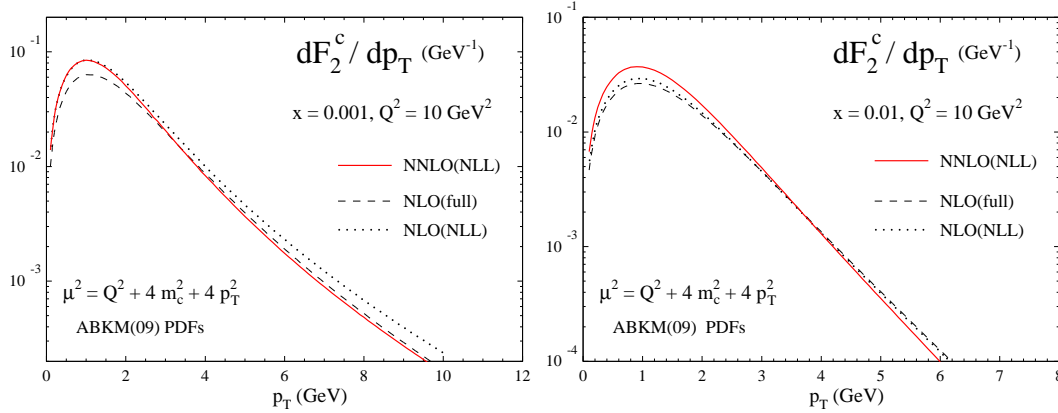 10^-1
10^-2
10^-3
dF_2^c / dp_T (GeV^-1)
x = 0.001, Q^2 = 10 GeV^2
NNLO(NLL)
NLO(full)
NLO(NLL)
μ^2 = Q^2 + 4 m_c^2 + 4 p_T^2
ABKM(09) PDFs
0 2 4 6 8 10 12
p_T (GeV)
10^-1
10^-2
10^-3
10^-4
dF_2^c / dp_T (GeV^-1)
x = 0.01, Q^2 = 10 GeV^2
NNLO(NLL)
NLO(full)
NLO(NLL)
μ^2 = Q^2 + 4 m_c^2 + 4 p_T^2
ABKM(09) PDFs
0 1 2 3 4 5 6 7 8
p_T (GeV)